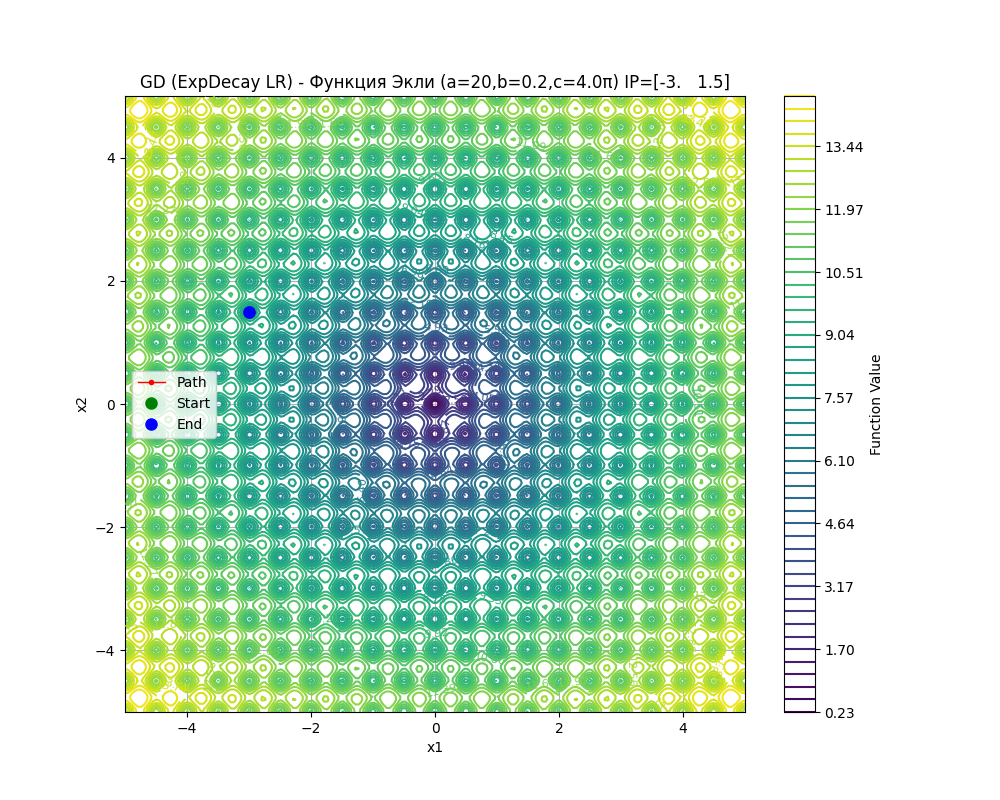 GD (ExpDecay LR) - Функция Экли (a=20,b=0.2,c=4.0π) IP=[-3.   1.5]
x2
4
2
0
−2
−4
Path
Start
End
−4 −2 0 2 4
x1
13.44
11.97
10.51
9.04
7.57
6.10
4.64
3.17
1.70
0.23
Function Value